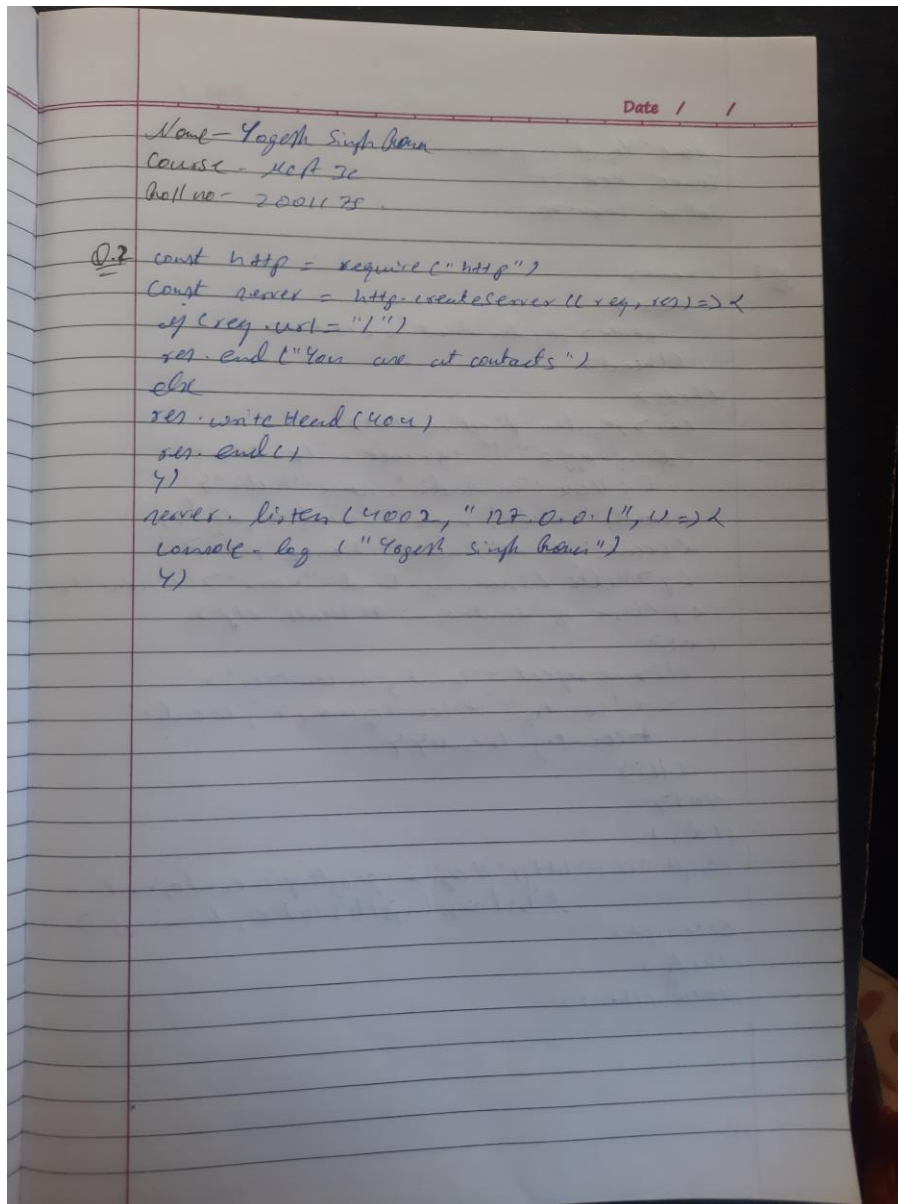 Date / /
Name - Yogesh Singh
Course - MCA 3C
Roll no - 2001175.
Q.2 const http = require ("http")
const server = http.createServer((req, res) => {
if (req.url = "/")
res.end ("You are at contacts")
else
res.writeHead (404)
res.end()
})
server.listen (4002, "127.0.0.1", () => {
console.log ("Yogesh Singh")
})